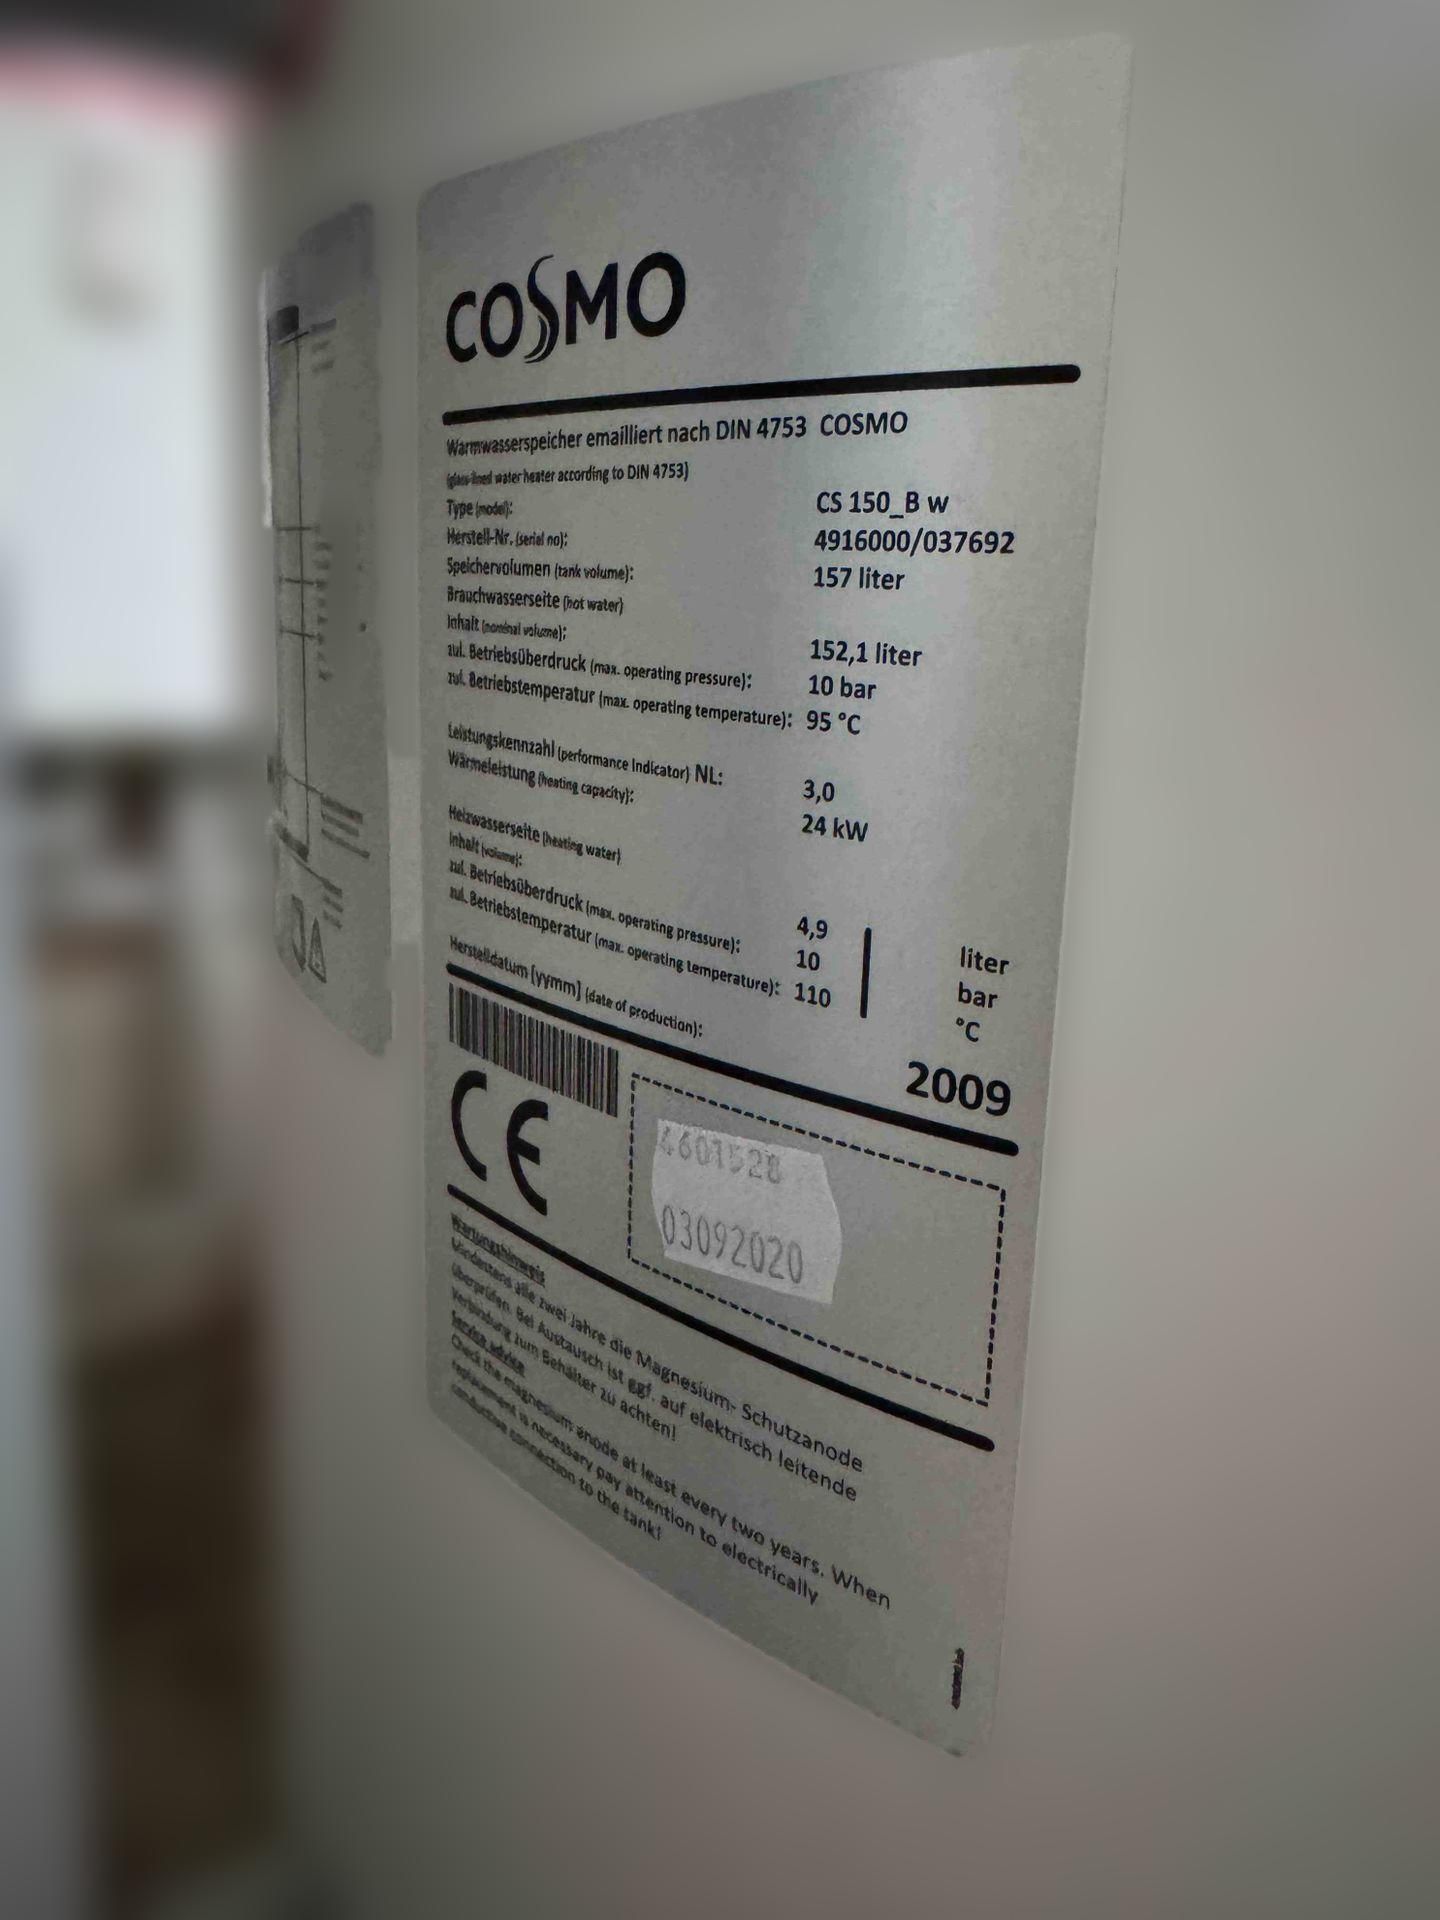 COSMO
Warmwasserspeicher emailliert nach DIN 4753 COSMO
(glass-lined water heater according to DIN 4753)
Type (model): CS 150_B w
Herstell-Nr. (serial no): 4916000/037692
Speichervolumen (tank volume): 157 liter
Brauchwasserseite (hot water)
Inhalt (nominal volume): 152,1 liter
zul. Betriebsüberdruck (max. operating pressure): 10 bar
zul. Betriebstemperatur (max. operating temperature): 95 °C
Leistungskennzahl (performance Indicator) NL: 3,0
Wärmeleistung (heating capacity): 24 kW
Heizwasserseite (heating water)
Inhalt (volume): 4,9 liter
zul. Betriebsüberdruck (max. operating pressure): 10 bar
zul. Betriebstemperatur (max. operating temperature): 110 °C
Herstelldatum [yymm] (date of production): 2009
CE
4601528
03092020
Wartungshinweis
Mindestens alle zwei Jahre die Magnesium- Schutzanode
überprüfen. Bei Austausch ist ggf. auf elektrisch leitende
Verbindung zum Behälter zu achten!
Service advice
Check the magnesium anode at least every two years. When
replacement is necessary pay attention to electrically
conductive connection to the tank!